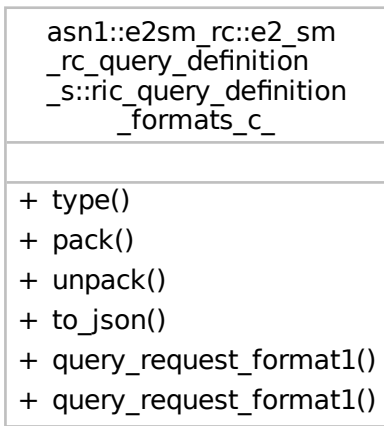 asn1::e2sm_rc::e2_sm
_rc_query_definition
_s::ric_query_definition
_formats_c_
+ type()
+ pack()
+ unpack()
+ to_json()
+ query_request_format1()
+ query_request_format1()